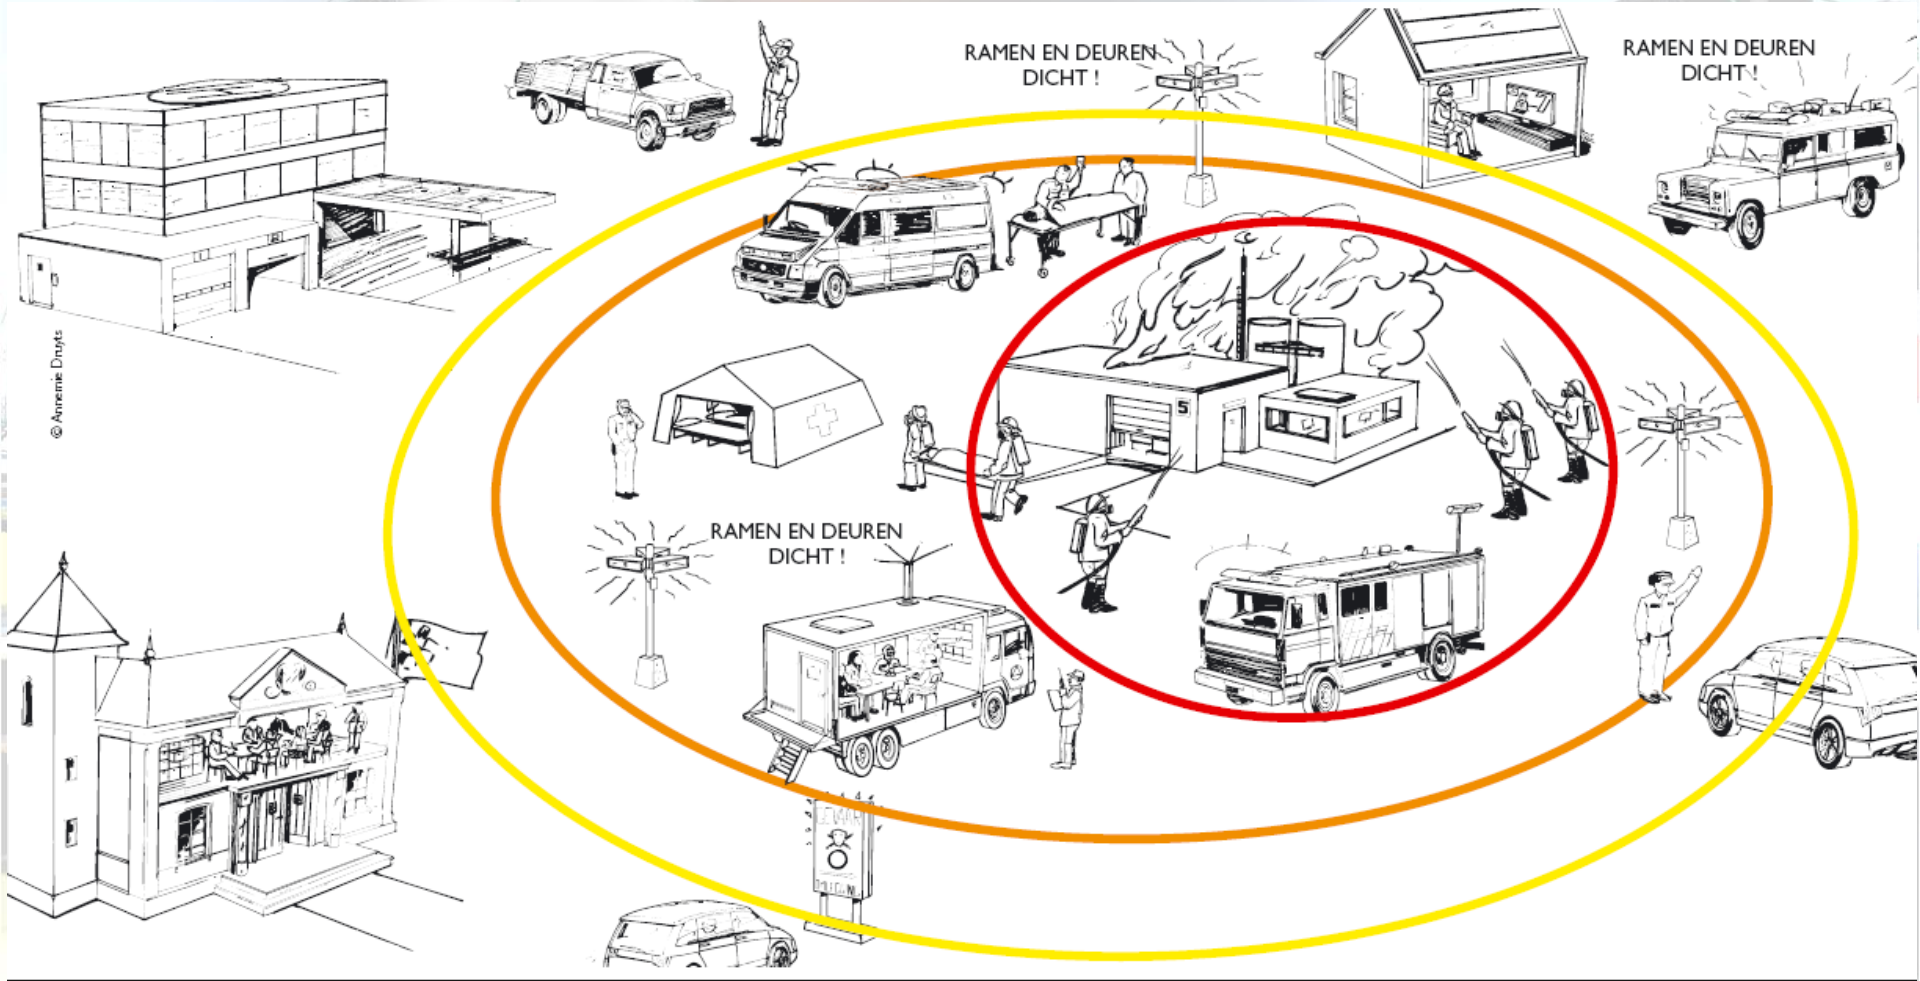 RAMEN EN DEUREN
DICHT !
RAMEN EN DEUREN
DICHT !
© Annemie Druyts
5
RAMEN EN DEUREN
DICHT !